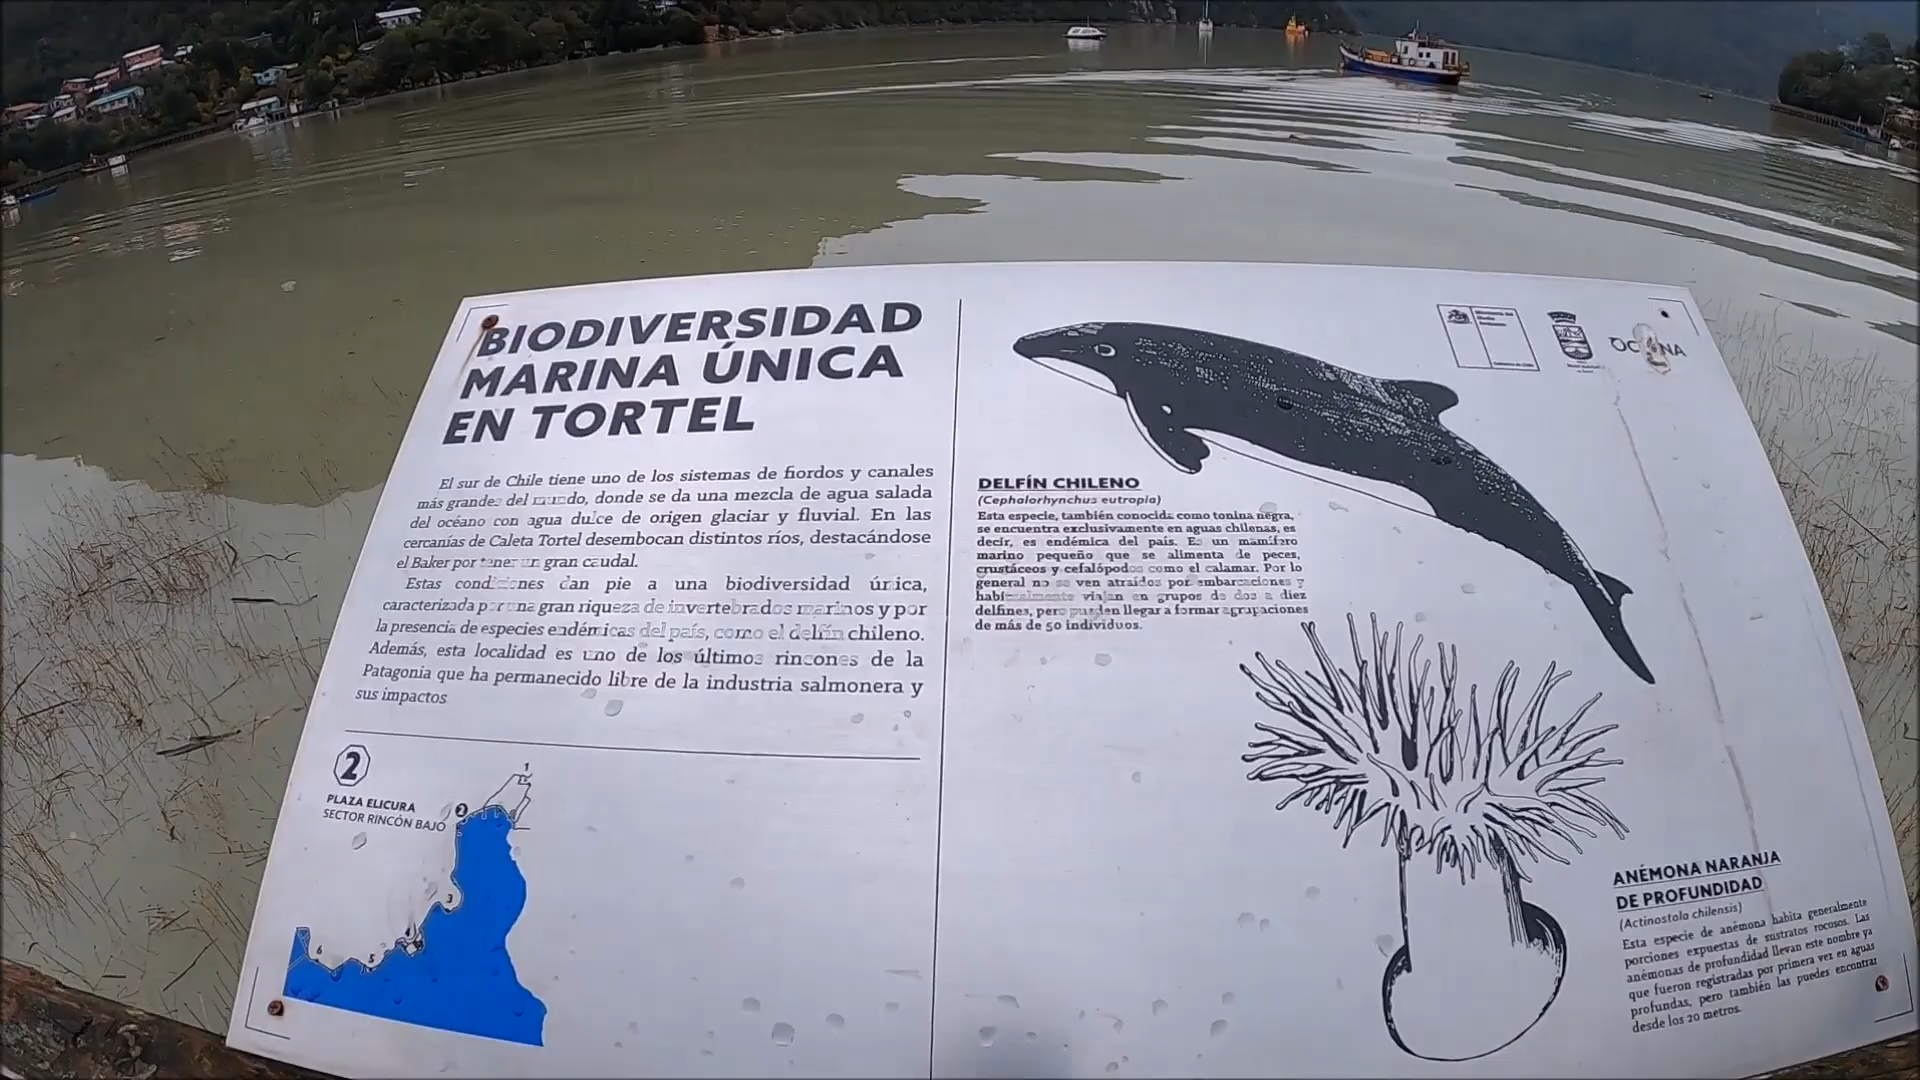 BIODIVERSIDAD
MARINA ÚNICA
EN TORTEL
El sur de Chile tiene uno de los sistemas de fiordos y canales
más grandes del mundo, donde se da una mezcla de agua salada
del océano con agua dulce de origen glaciar y fluvial. En las
cercanías de Caleta Tortel desembocan distintos ríos, destacándose
el Baker por tener un gran caudal.
Estas condiciones dan pie a una biodiversidad única,
caracterizada por una gran riqueza de invertebrados marinos y por
la presencia de especies endémicas del país, como el delfín chileno.
Además, esta localidad es uno de los últimos rincones de la
Patagonia que ha permanecido libre de la industria salmonera y
sus impactos
2
PLAZA ELICURA
SECTOR RINCÓN BAJO
1
2
3
4
5
6
DELFÍN CHILENO
(Cephalorhynchus eutropia)
Esta especie, también conocida como tonina negra,
se encuentra exclusivamente en aguas chilenas, es
decir, es endémica del país. Es un mamífero
marino pequeño que se alimenta de peces,
crustáceos y cefalópodos como el calamar. Por lo
general no se ven atraídos por embarcaciones y
habitualmente viajan en grupos de dos a diez
delfines, pero pueden llegar a formar agrupaciones
de más de 50 individuos.
OCEANA
ANÉMONA NARANJA
DE PROFUNDIDAD
(Actinostola chilensis)
Esta especie de anémona habita generalmente
porciones expuestas de sustratos rocosos. Las
anémonas de profundidad llevan este nombre ya
que fueron registradas por primera vez en aguas
profundas, pero también las puedes encontrar
desde los 20 metros.